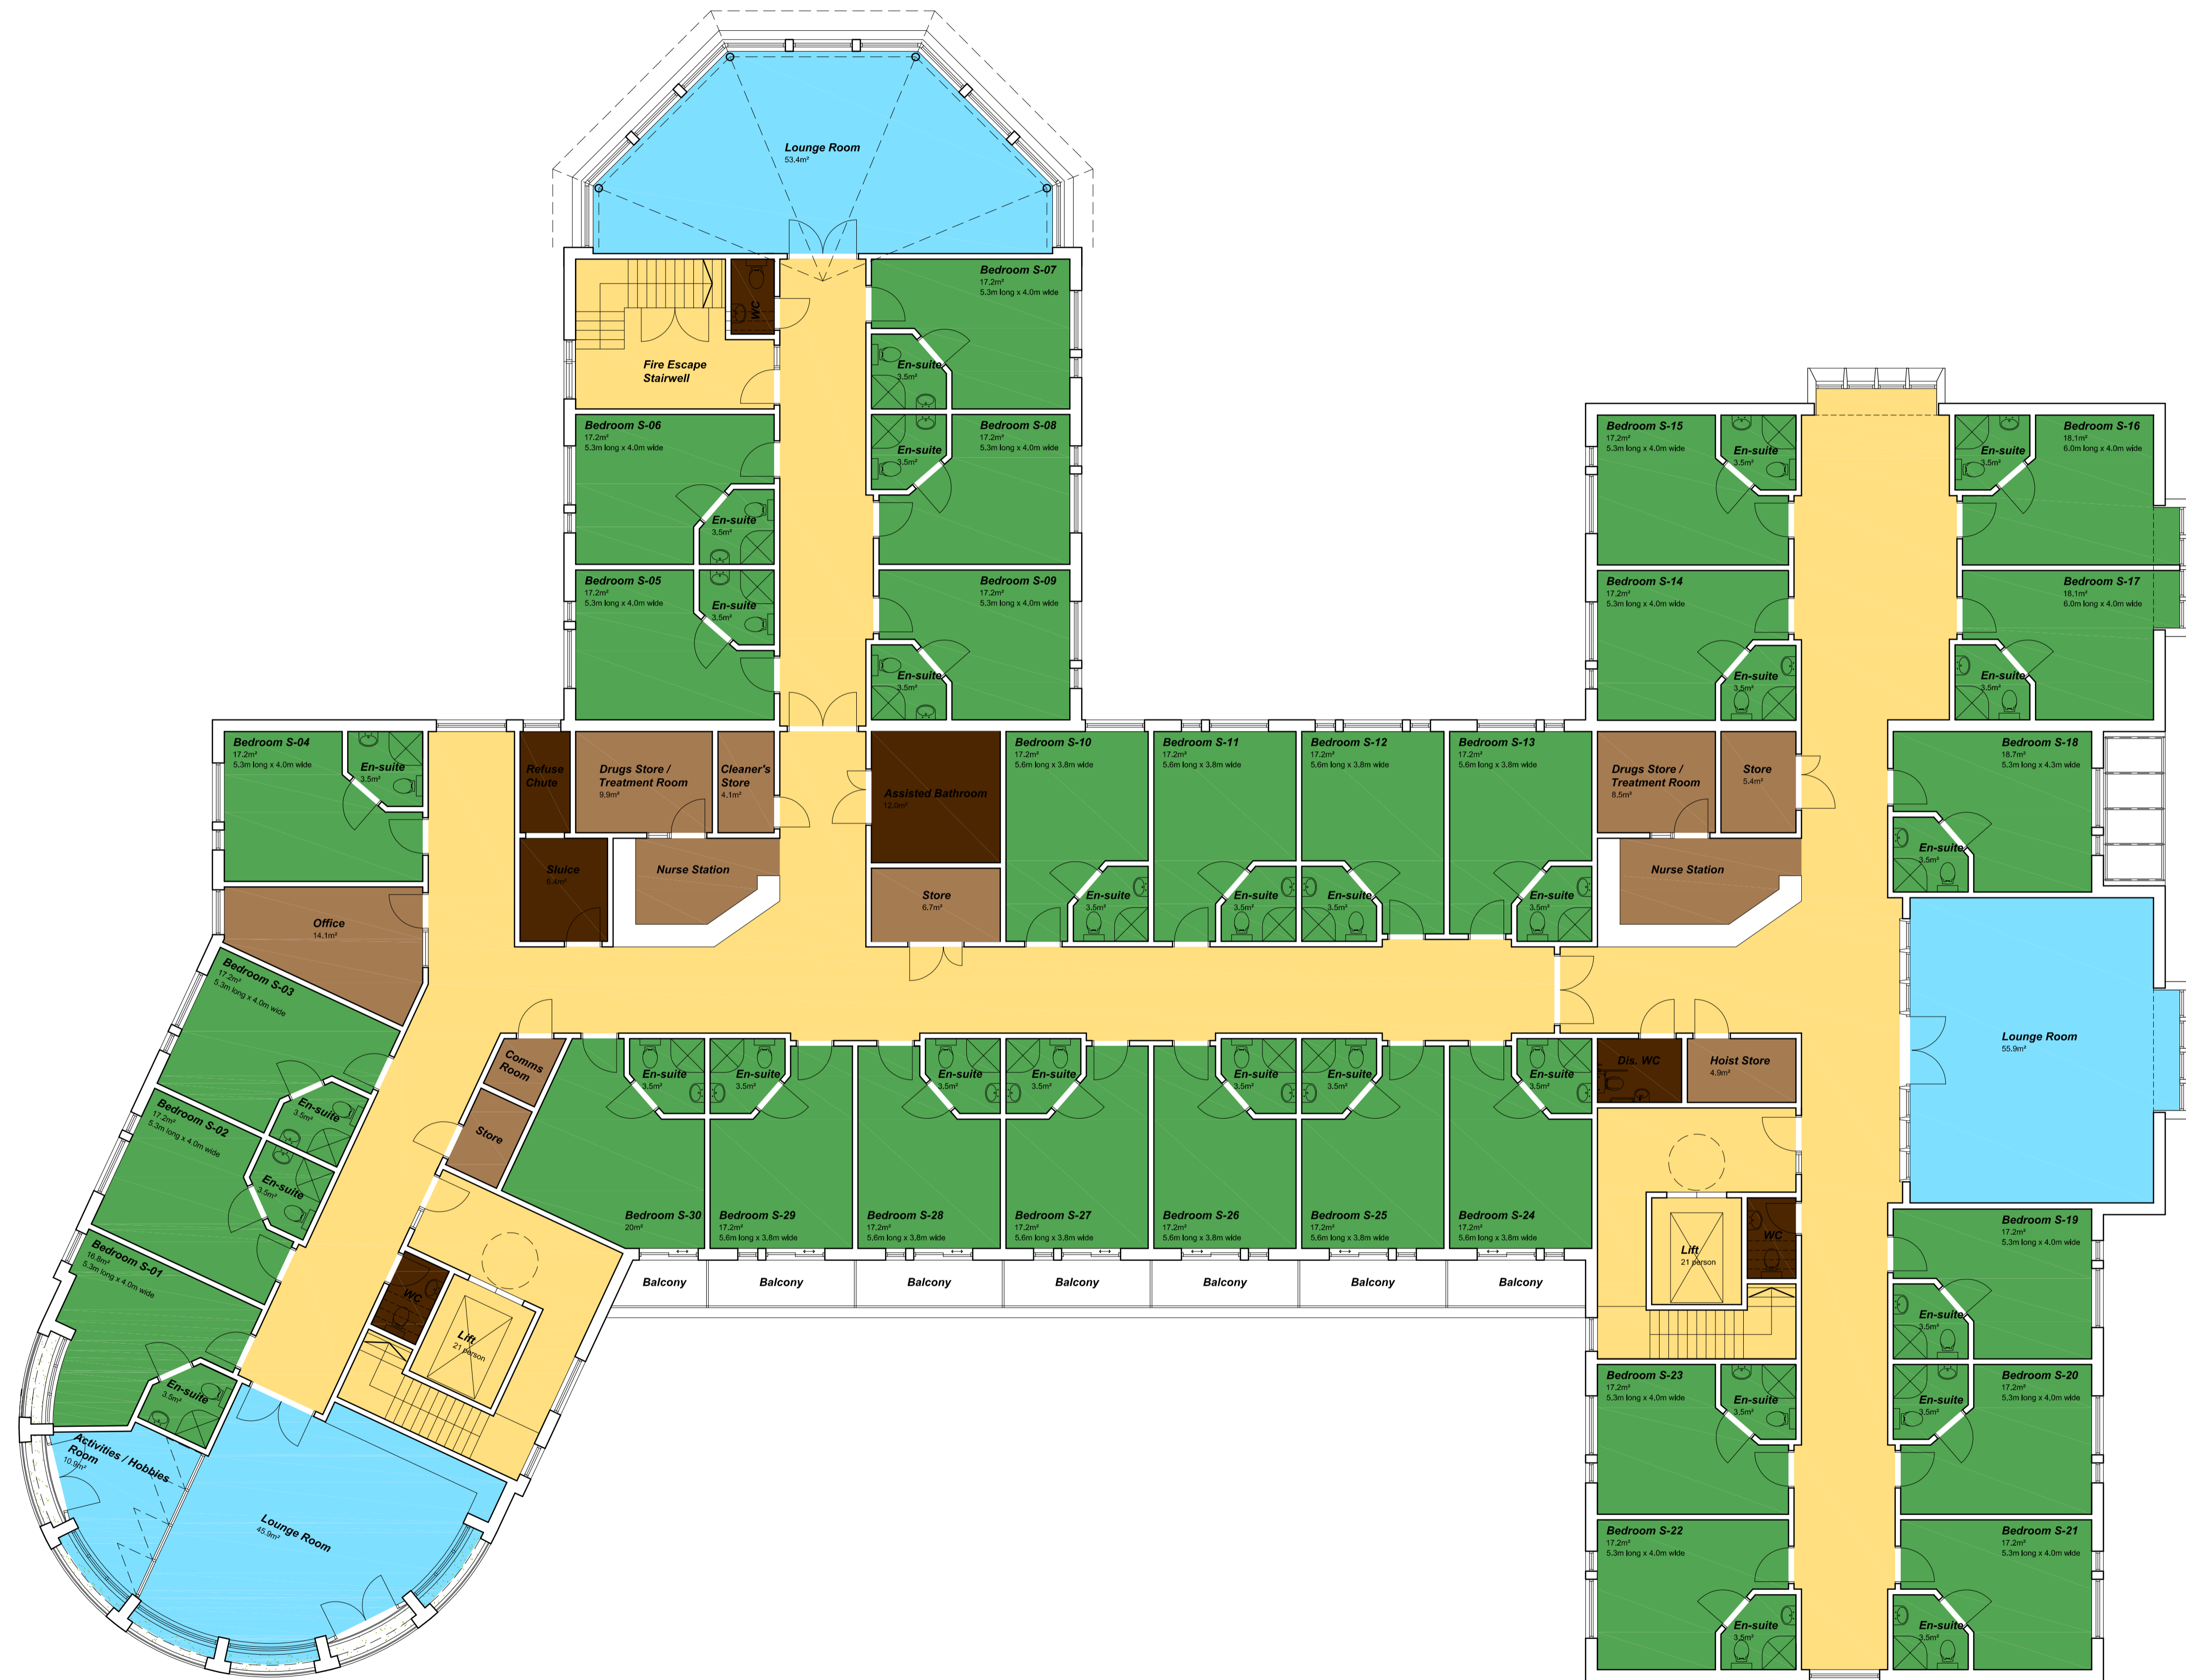 Lounge Room
53.4m²
WC
Fire Escape
Stairwell
Bedroom S-07
17.2m²
5.3m long x 4.0m wide
En-suite
3.5m²
Bedroom S-06
17.2m²
5.3m long x 4.0m wide
En-suite
3.5m²
Bedroom S-08
17.2m²
5.3m long x 4.0m wide
En-suite
3.5m²
Bedroom S-05
17.2m²
5.3m long x 4.0m wide
En-suite
3.5m²
Bedroom S-09
17.2m²
5.3m long x 4.0m wide
En-suite
3.5m²
Bedroom S-15
17.2m²
5.3m long x 4.0m wide
En-suite
3.5m²
Bedroom S-16
18.1m²
6.0m long x 4.0m wide
En-suite
3.5m²
Bedroom S-14
17.2m²
5.3m long x 4.0m wide
En-suite
3.5m²
Bedroom S-17
18.1m²
6.0m long x 4.0m wide
En-suite
3.5m²
Bedroom S-04
17.2m²
5.3m long x 4.0m wide
En-suite
3.5m²
Refuse
Chute
Drugs Store /
Treatment Room
9.9m²
Cleaner's
Store
4.1m²
Assisted Bathroom
12.0m²
Bedroom S-10
17.2m²
5.6m long x 3.8m wide
En-suite
3.5m²
Bedroom S-11
17.2m²
5.6m long x 3.8m wide
En-suite
3.5m²
Bedroom S-12
17.2m²
5.6m long x 3.8m wide
En-suite
3.5m²
Bedroom S-13
17.2m²
5.6m long x 3.8m wide
En-suite
3.5m²
Drugs Store /
Treatment Room
8.5m²
Store
5.4m²
Bedroom S-18
18.7m²
5.3m long x 4.3m wide
En-suite
3.5m²
Sluice
6.4m²
Nurse Station
Store
6.7m²
Nurse Station
Office
14.1m²
Bedroom S-03
17.2m²
5.3m long x 4.0m wide
En-suite
3.5m²
Bedroom S-02
17.2m²
5.3m long x 4.0m wide
En-suite
3.5m²
Bedroom S-01
16.8m²
5.3m long x 4.0m wide
En-suite
3.5m²
Comms
Room
Store
En-suite
3.5m²
Bedroom S-30
20m²
En-suite
3.5m²
Bedroom S-29
17.2m²
5.6m long x 3.8m wide
En-suite
3.5m²
Bedroom S-28
17.2m²
5.6m long x 3.8m wide
En-suite
3.5m²
Bedroom S-27
17.2m²
5.6m long x 3.8m wide
En-suite
3.5m²
Bedroom S-26
17.2m²
5.6m long x 3.8m wide
En-suite
3.5m²
Bedroom S-25
17.2m²
5.6m long x 3.8m wide
En-suite
3.5m²
Bedroom S-24
17.2m²
5.6m long x 3.8m wide
Dis. WC
Hoist Store
4.9m²
Lounge Room
55.9m²
Balcony
Balcony
Balcony
Balcony
Balcony
Balcony
Balcony
WC
Lift
21 person
Lift
21 person
WC
Bedroom S-19
17.2m²
5.3m long x 4.0m wide
En-suite
3.5m²
Bedroom S-23
17.2m²
5.3m long x 4.0m wide
En-suite
3.5m²
Bedroom S-20
17.2m²
5.3m long x 4.0m wide
En-suite
3.5m²
Activities / Hobbies
Room
10.9m²
Lounge Room
45.9m²
Bedroom S-22
17.2m²
5.3m long x 4.0m wide
En-suite
3.5m²
Bedroom S-21
17.2m²
5.3m long x 4.0m wide
En-suite
3.5m²